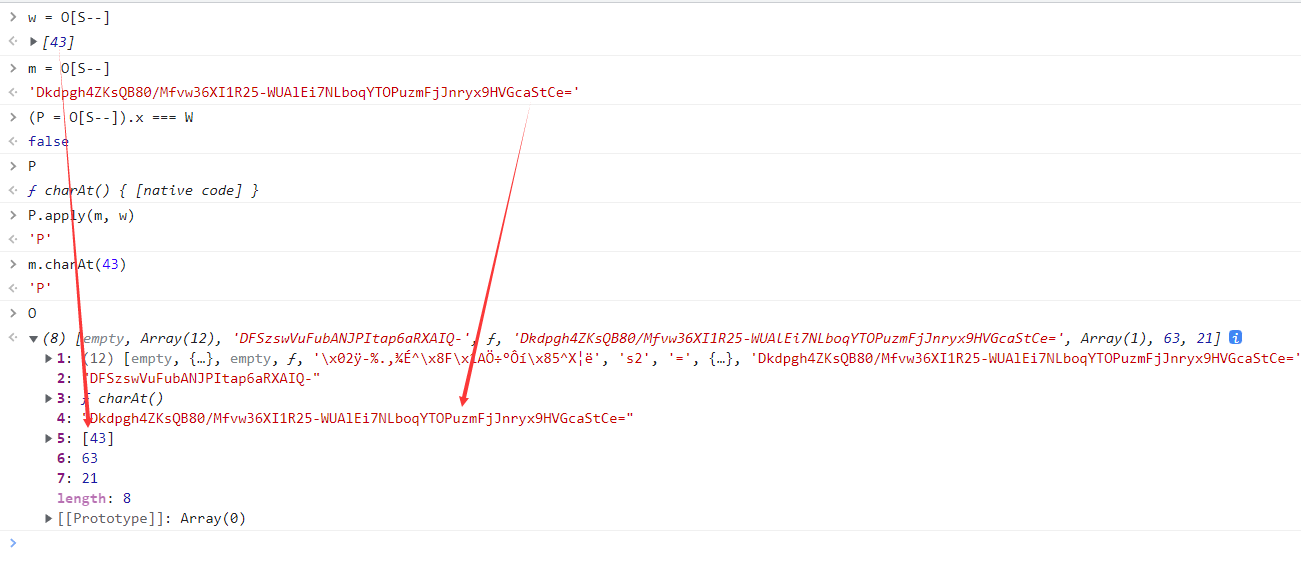 w = O[S--]
[43]
m = O[S--]
'Dkdpgh4ZKsQB80/Mfvw36XI1R25-WUAlEi7NLboqYTOPuzmFjJnryx9HVGcaStCe='
(P = O[S--]).x === W
false
P
ƒ charAt() { [native code] }
P.apply(m, w)
'P'
m.charAt(43)
'P'
O
(8) [empty, Array(12), 'DFSzswVuFubANJPItap6aRXAIQ-', ƒ, 'Dkdpgh4ZKsQB80/Mfvw36XI1R25-WUAlEi7NLboqYTOPuzmFjJnryx9HVGcaStCe=', Array(1), 63, 21]
1: (12) [empty, {…}, empty, ƒ, '\x02ÿ-%.,¾É^\x8F\x1AÖ÷ºÔí\x85^X¦ë', 's2', '=', {…}, 'Dkdpgh4ZKsQB80/Mfvw36XI1R25-WUAlEi7NLboqYTOPuzmFjJnryx9HVGcaStCe='
2: "DFSzswVuFubANJPItap6aRXAIQ-"
3: ƒ charAt()
4: "Dkdpgh4ZKsQB80/Mfvw36XI1R25-WUAlEi7NLboqYTOPuzmFjJnryx9HVGcaStCe="
5: [43]
6: 63
7: 21
length: 8
[[Prototype]]: Array(0)